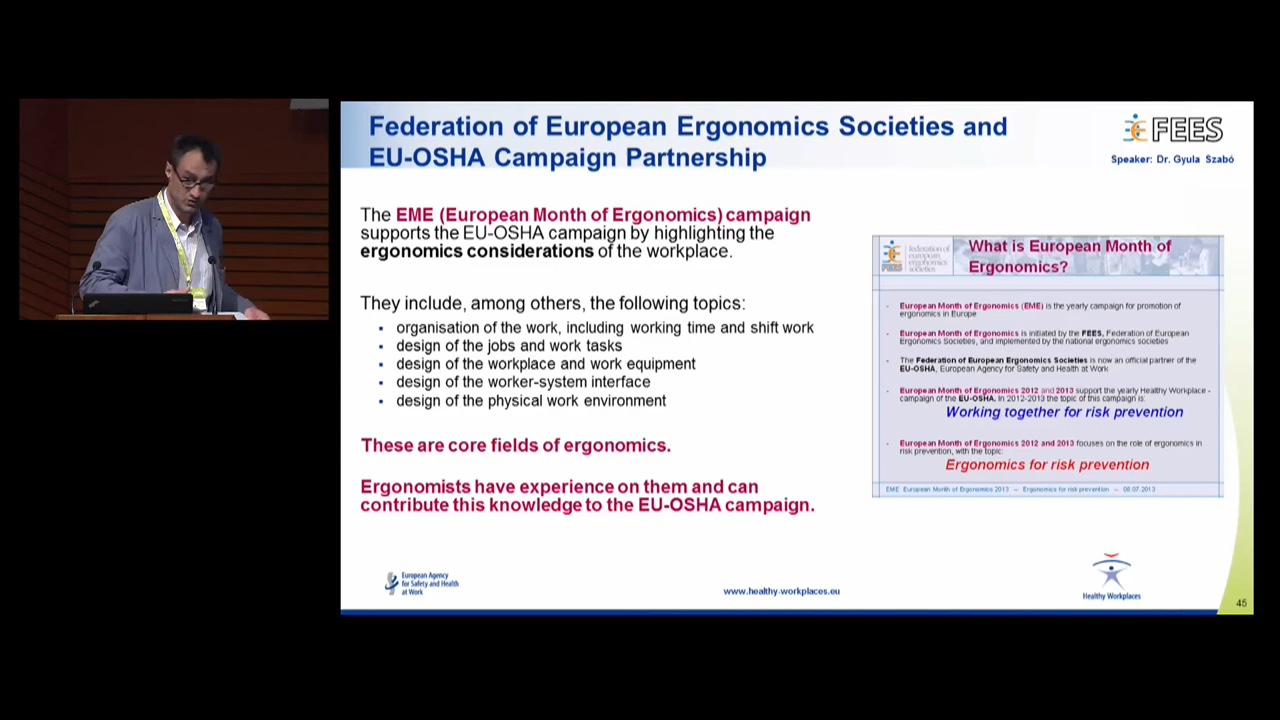 Federation of European Ergonomics Societies and
EU-OSHA Campaign Partnership
FEES
Speaker: Dr. Gyula Szabó
The EME (European Month of Ergonomics) campaign
supports the EU-OSHA campaign by highlighting the
ergonomics considerations of the workplace.
They include, among others, the following topics:
organisation of the work, including working time and shift work
design of the jobs and work tasks
design of the workplace and work equipment
design of the worker-system interface
design of the physical work environment
These are core fields of ergonomics.
Ergonomists have experience on them and can
contribute this knowledge to the EU-OSHA campaign.
FEES
federation of
european
ergonomics
societies
What is European Month of
Ergonomics?
- European Month of Ergonomics (EME) is the yearly campaign for promotion of
ergonomics in Europe
- European Month of Ergonomics is initiated by the FEES, Federation of European
Ergonomics Societies, and implemented by the national ergonomics societies
- The Federation of European Ergonomics Societies is now an official partner of the
EU-OSHA, European Agency for Safety and Health at Work
- European Month of Ergonomics 2012 and 2013 support the yearly Healthy Workplace -
campaign of the EU-OSHA. In 2012-2013 the topic of this campaign is:
Working together for risk prevention
- European Month of Ergonomics 2012 and 2013 focuses on the role of ergonomics in
risk prevention, with the topic:
Ergonomics for risk prevention
EME European Month of Ergonomics 2013 – Ergonomics for risk prevention – 08.07.2013
European Agency
for Safety and Health
at Work
www.healthy-workplaces.eu
Healthy Workplaces
45